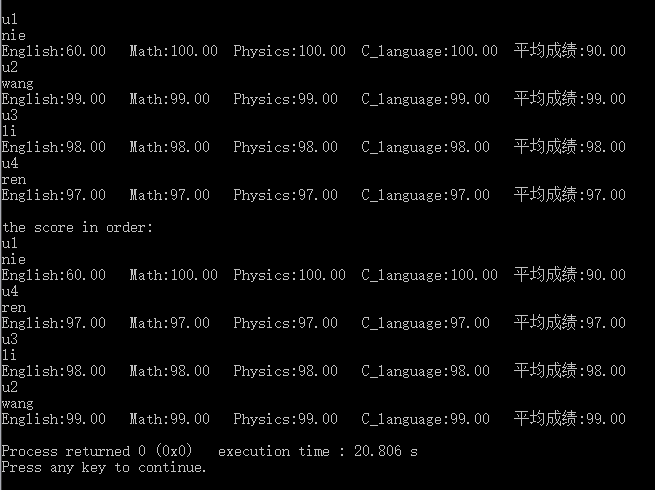 u1
nie
English:60.00 Math:100.00 Physics:100.00 C_language:100.00 平均成绩:90.00
u2
wang
English:99.00 Math:99.00 Physics:99.00 C_language:99.00 平均成绩:99.00
u3
li
English:98.00 Math:98.00 Physics:98.00 C_language:98.00 平均成绩:98.00
u4
ren
English:97.00 Math:97.00 Physics:97.00 C_language:97.00 平均成绩:97.00
the score in order:
u1
nie
English:60.00 Math:100.00 Physics:100.00 C_language:100.00 平均成绩:90.00
u4
ren
English:97.00 Math:97.00 Physics:97.00 C_language:97.00 平均成绩:97.00
u3
li
English:98.00 Math:98.00 Physics:98.00 C_language:98.00 平均成绩:98.00
u2
wang
English:99.00 Math:99.00 Physics:99.00 C_language:99.00 平均成绩:99.00
Process returned 0 (0x0) execution time : 20.806 s
Press any key to continue.